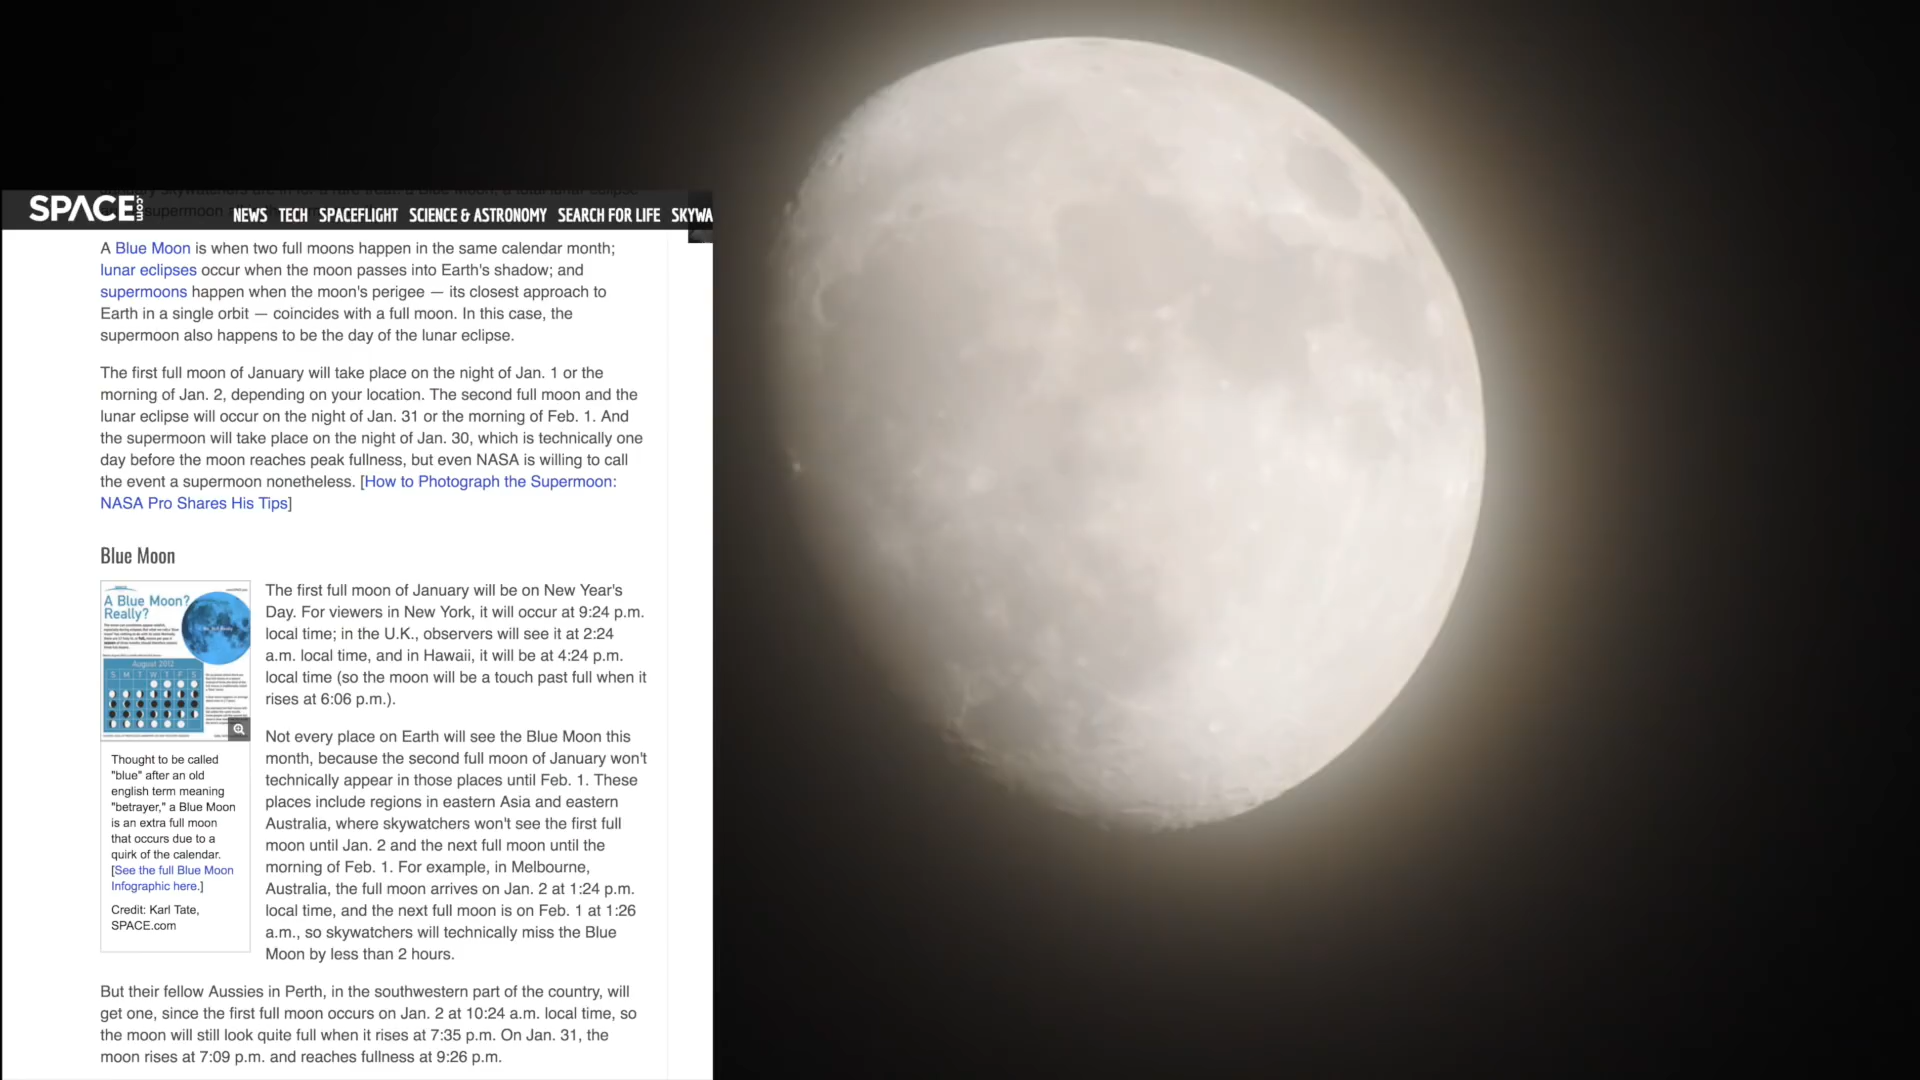 SPACE.com
NEWS TECH SPACEFLIGHT SCIENCE & ASTRONOMY SEARCH FOR LIFE SKYWA
A Blue Moon is when two full moons happen in the same calendar month;
lunar eclipses occur when the moon passes into Earth's shadow; and
supermoons happen when the moon's perigee — its closest approach to
Earth in a single orbit — coincides with a full moon. In this case, the
supermoon also happens to be the day of the lunar eclipse.
The first full moon of January will take place on the night of Jan. 1 or the
morning of Jan. 2, depending on your location. The second full moon and the
lunar eclipse will occur on the night of Jan. 31 or the morning of Feb. 1. And
the supermoon will take place on the night of Jan. 30, which is technically one
day before the moon reaches peak fullness, but even NASA is willing to call
the event a supermoon nonetheless. [How to Photograph the Supermoon:
NASA Pro Shares His Tips]
Blue Moon
A Blue Moon?
Really?
August 2012
S M T W T F S
Thought to be called
"blue" after an old
english term meaning
"betrayer," a Blue Moon
is an extra full moon
that occurs due to a
quirk of the calendar.
[See the full Blue Moon
Infographic here.]
Credit: Karl Tate,
SPACE.com
The first full moon of January will be on New Year's
Day. For viewers in New York, it will occur at 9:24 p.m.
local time; in the U.K., observers will see it at 2:24
a.m. local time, and in Hawaii, it will be at 4:24 p.m.
local time (so the moon will be a touch past full when it
rises at 6:06 p.m.).
Not every place on Earth will see the Blue Moon this
month, because the second full moon of January won't
technically appear in those places until Feb. 1. These
places include regions in eastern Asia and eastern
Australia, where skywatchers won't see the first full
moon until Jan. 2 and the next full moon until the
morning of Feb. 1. For example, in Melbourne,
Australia, the full moon arrives on Jan. 2 at 1:24 p.m.
local time, and the next full moon is on Feb. 1 at 1:26
a.m., so skywatchers will technically miss the Blue
Moon by less than 2 hours.
But their fellow Aussies in Perth, in the southwestern part of the country, will
get one, since the first full moon occurs on Jan. 2 at 10:24 a.m. local time, so
the moon will still look quite full when it rises at 7:35 p.m. On Jan. 31, the
moon rises at 7:09 p.m. and reaches fullness at 9:26 p.m.